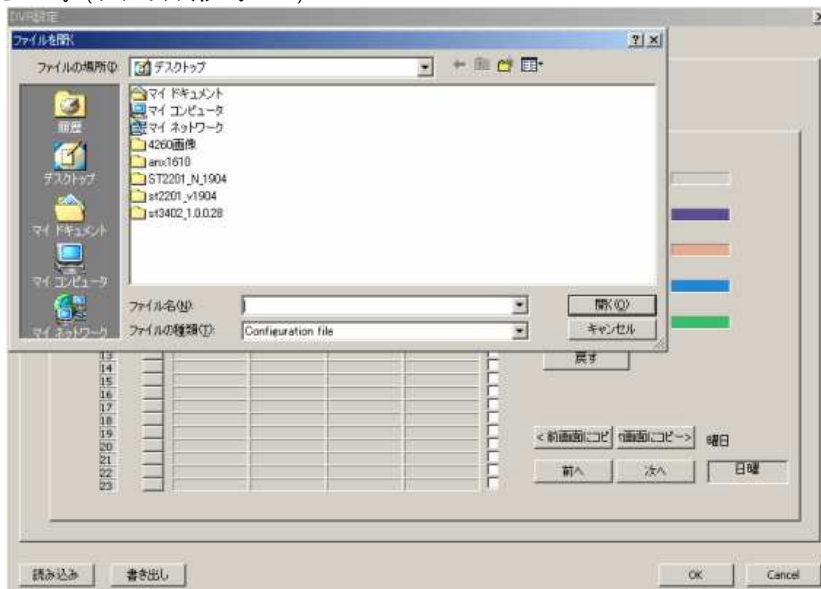 DVR設定
ファイルを開く
ファイルの場所(I):
デスクトップ
履歴
デスクトップ
マイ ドキュメント
マイ コンピュータ
マイ ネットワーク
マイ ドキュメント
マイ コンピュータ
マイ ネットワーク
4260画像
anx1610
ST2201_N_1904
st2201_v1904
st3402_1.0.0.28
ファイル名(N):
開く(O)
ファイルの種類(T):
Configuration file
キャンセル
13
14
15
16
17
18
19
20
21
22
23
戻す
<前画面にコピ
n画面にコピー>
曜日
前へ
次へ
日曜
読み込み
書き出し
OK
Cancel